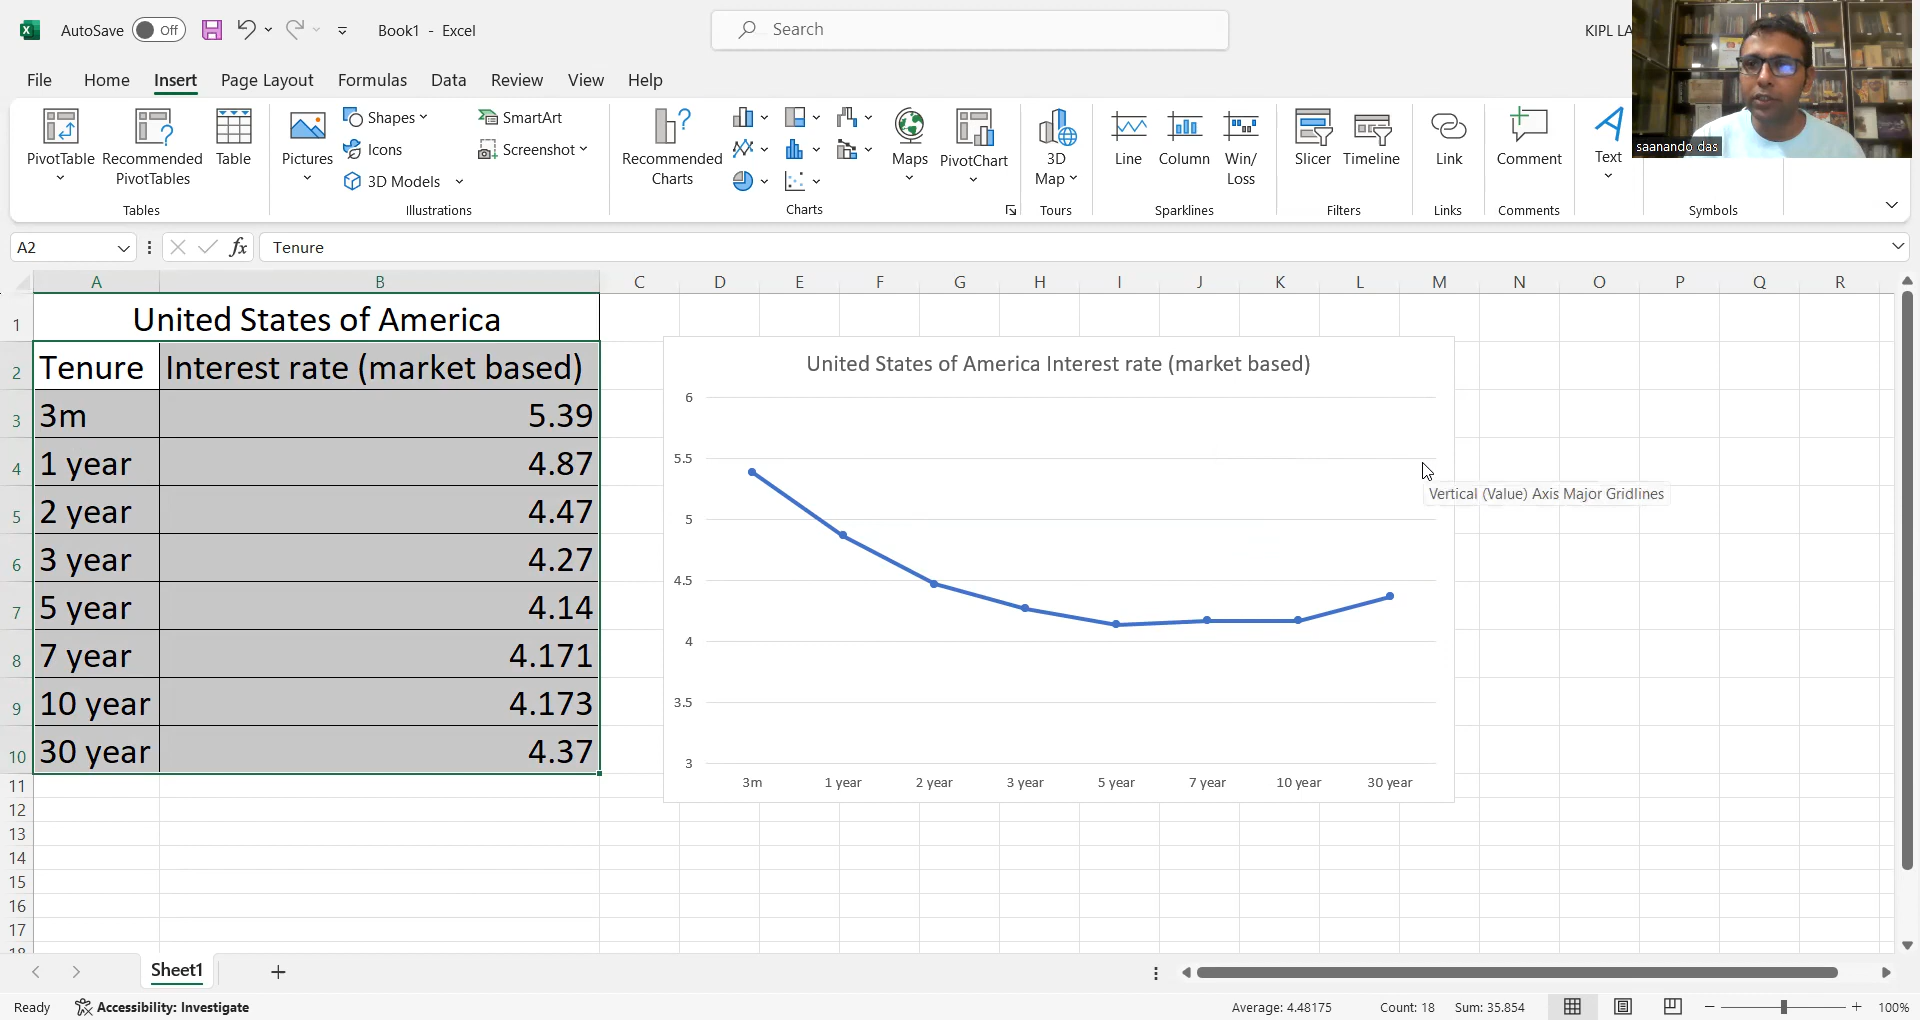 AutoSave Off Book1 - Excel Search KIPL LA
File Home Insert Page Layout Formulas Data Review View Help
PivotTable Recommended PivotTables Table
Tables
Pictures Shapes Icons 3D Models SmartArt Screenshot
Illustrations
Recommended Charts Maps PivotChart
Charts
3D Map
Tours
Line Column Win/Loss
Sparklines
Slicer Timeline
Filters
Link
Links
Comment
Comments
Text
Symbols
saanando das
A2 fx Tenure
A B C D E F G H I J K L M N O P Q R
1 United States of America
2 Tenure Interest rate (market based)
3 3m 5.39
4 1 year 4.87
5 2 year 4.47
6 3 year 4.27
7 5 year 4.14
8 7 year 4.171
9 10 year 4.173
10 30 year 4.37
11
12
13
14
15
16
17
18
United States of America Interest rate (market based)
6
5.5
5
4.5
4
3.5
3
3m 1 year 2 year 3 year 5 year 7 year 10 year 30 year
Vertical (Value) Axis Major Gridlines
Sheet1
Ready Accessibility: Investigate Average: 4.48175 Count: 18 Sum: 35.854 100%